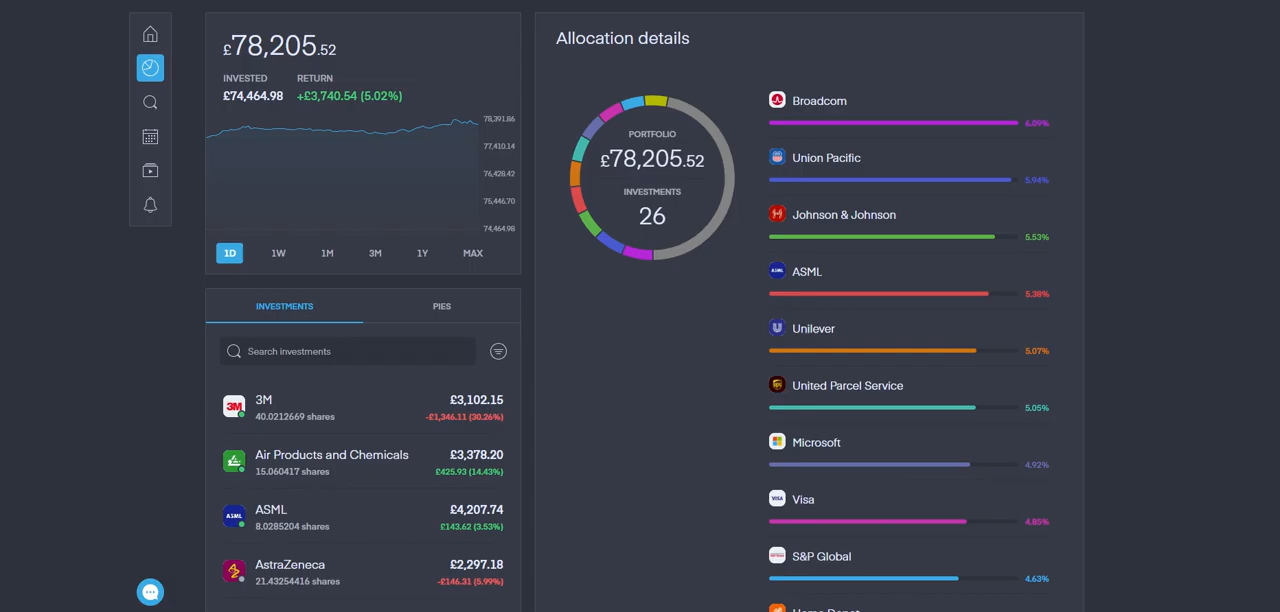 £78,205.52
INVESTED RETURN
£74,464.98 +£3,740.54 (5.02%)
78,391.86
77,410.14
76,428.42
75,446.70
74,464.98
1D 1W 1M 3M 1Y MAX
INVESTMENTS PIES
Search investments
3M £3,102.15
40.0212669 shares -£1,346.11 (30.26%)
Air Products and Chemicals £3,378.20
15.060417 shares £425.93 (14.43%)
ASML
ASML £4,207.74
8.0285204 shares £143.62 (3.53%)
AstraZeneca £2,297.18
21.43254416 shares -£146.31 (5.99%)
Allocation details
PORTFOLIO
£78,205.52
INVESTMENTS
26
Broadcom
6.09%
Union Pacific
5.94%
Johnson & Johnson
5.53%
ASML
ASML
5.38%
Unilever
5.07%
ups
United Parcel Service
5.05%
Microsoft
4.92%
VISA
Visa
4.85%
S&P Global
4.63%
Home Depot